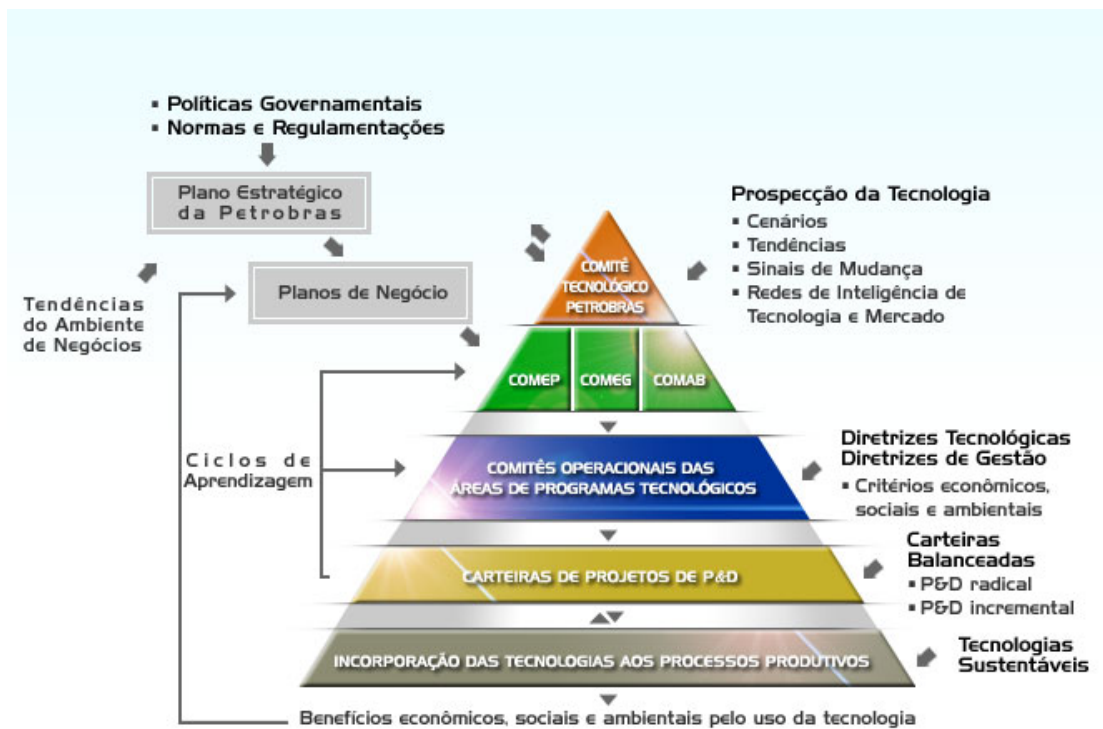 ▪ Políticas Governamentais
▪ Normas e Regulamentações
Plano Estratégico
da Petrobras
Planos de Negócio
Tendências
do Ambiente
de Negócios
Ciclos de
Aprendizagem
COMITÊ
TECNOLÓGICO
PETROBRAS
Prospecção da Tecnologia
▪ Cenários
▪ Tendências
▪ Sinais de Mudança
▪ Redes de Inteligência de
Tecnologia e Mercado
COMEP
COMEG
COMAB
COMITÊS OPERACIONAIS DAS
ÁREAS DE PROGRAMAS TECNOLÓGICOS
Diretrizes Tecnológicas
Diretrizes de Gestão
▪ Critérios econômicos,
sociais e ambientais
CARTEIRAS DE PROJETOS DE P&D
Carteiras
Balanceadas
▪ P&D radical
▪ P&D incremental
INCORPORAÇÃO DAS TECNOLOGIAS AOS PROCESSOS PRODUTIVOS
Tecnologias
Sustentáveis
Benefícios econômicos, sociais e ambientais pelo uso da tecnologia